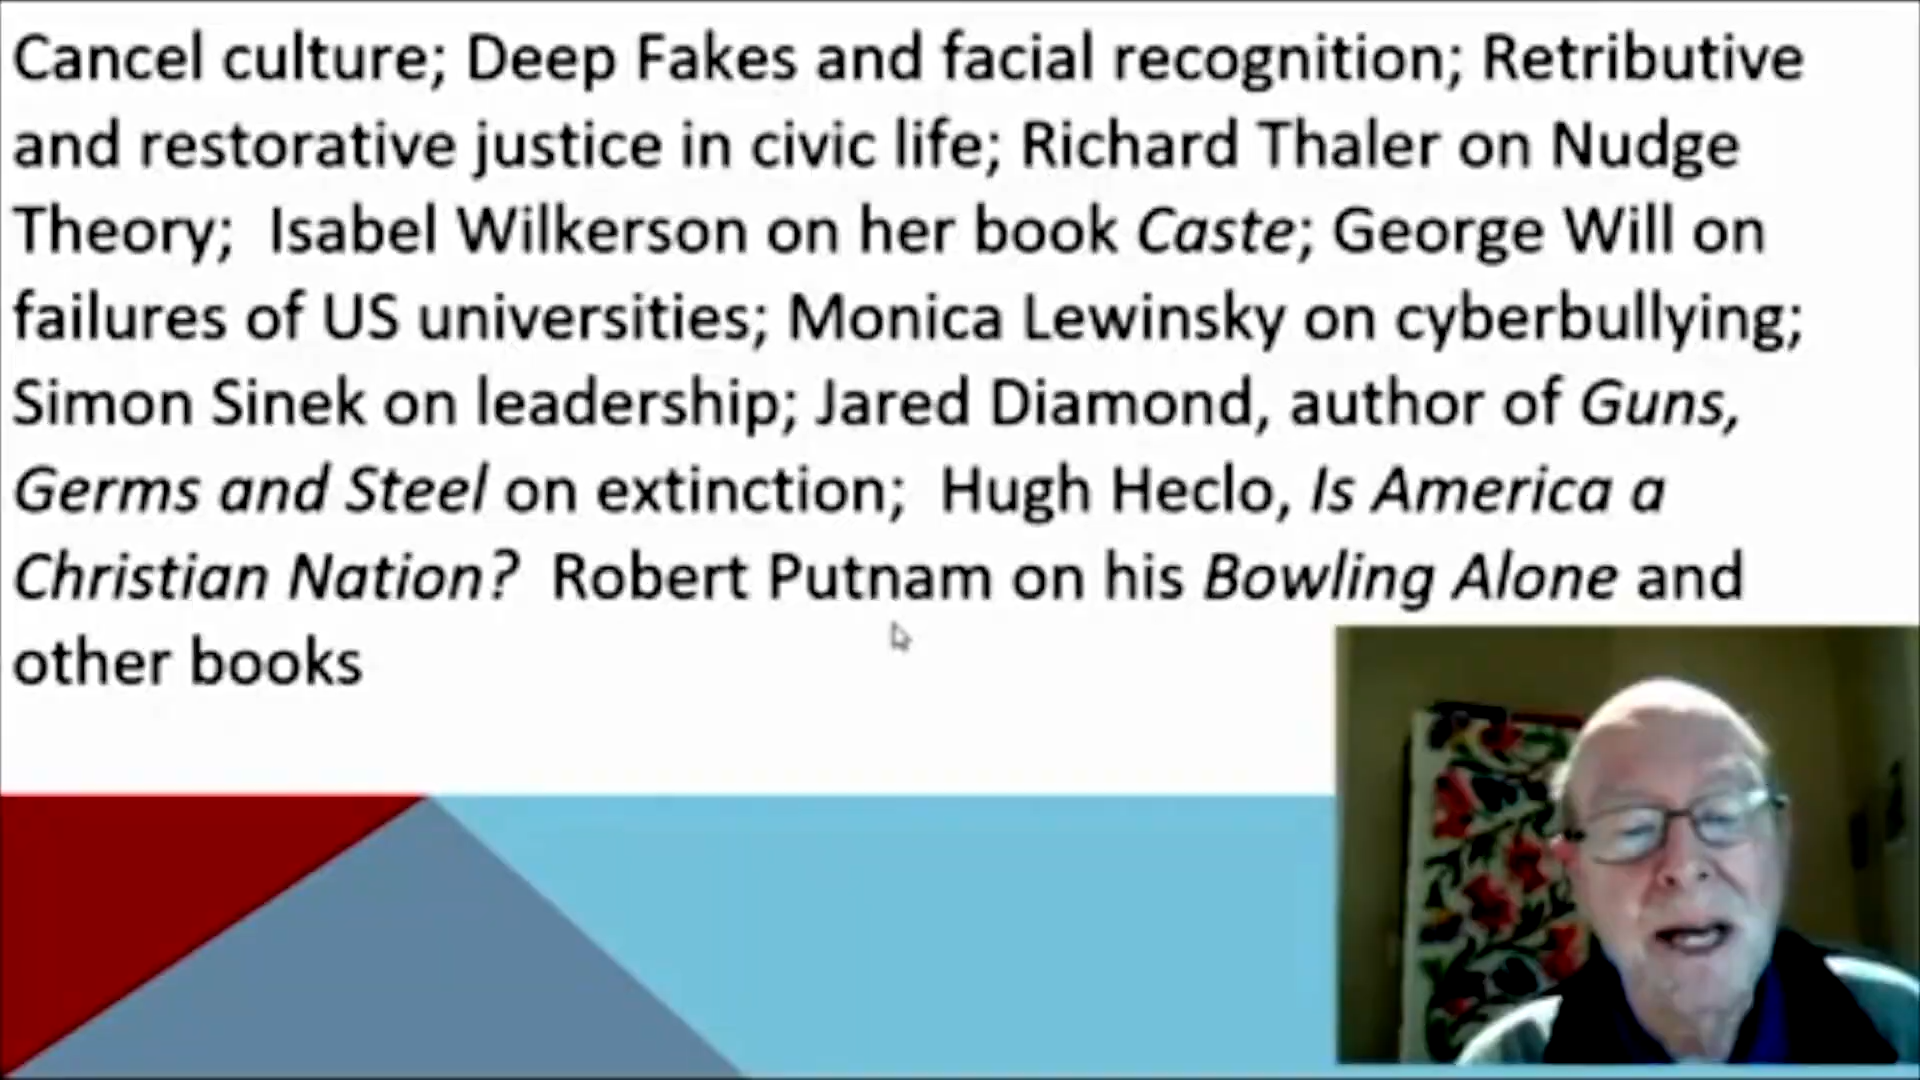 Cancel culture; Deep Fakes and facial recognition; Retributive
and restorative justice in civic life; Richard Thaler on Nudge
Theory;  Isabel Wilkerson on her book Caste; George Will on
failures of US universities; Monica Lewinsky on cyberbullying;
Simon Sinek on leadership; Jared Diamond, author of Guns,
Germs and Steel on extinction;  Hugh Heclo, Is America a
Christian Nation?  Robert Putnam on his Bowling Alone and
other books